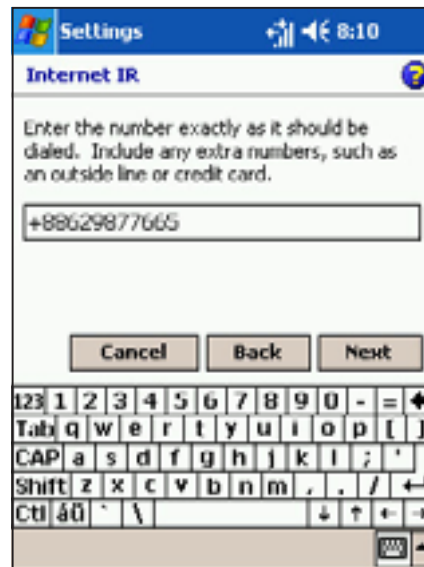 Settings 8:10
Internet IR ?
Enter the number exactly as it should be
dialed. Include any extra numbers, such as
an outside line or credit card.
+88629877665
Cancel Back Next
123 1 2 3 4 5 6 7 8 9 0 - =
Tab q w e r t y u i o p [ ]
CAP a s d f g h j k l ; '
Shift z x c v b n m , . /
Ctl áü ` \